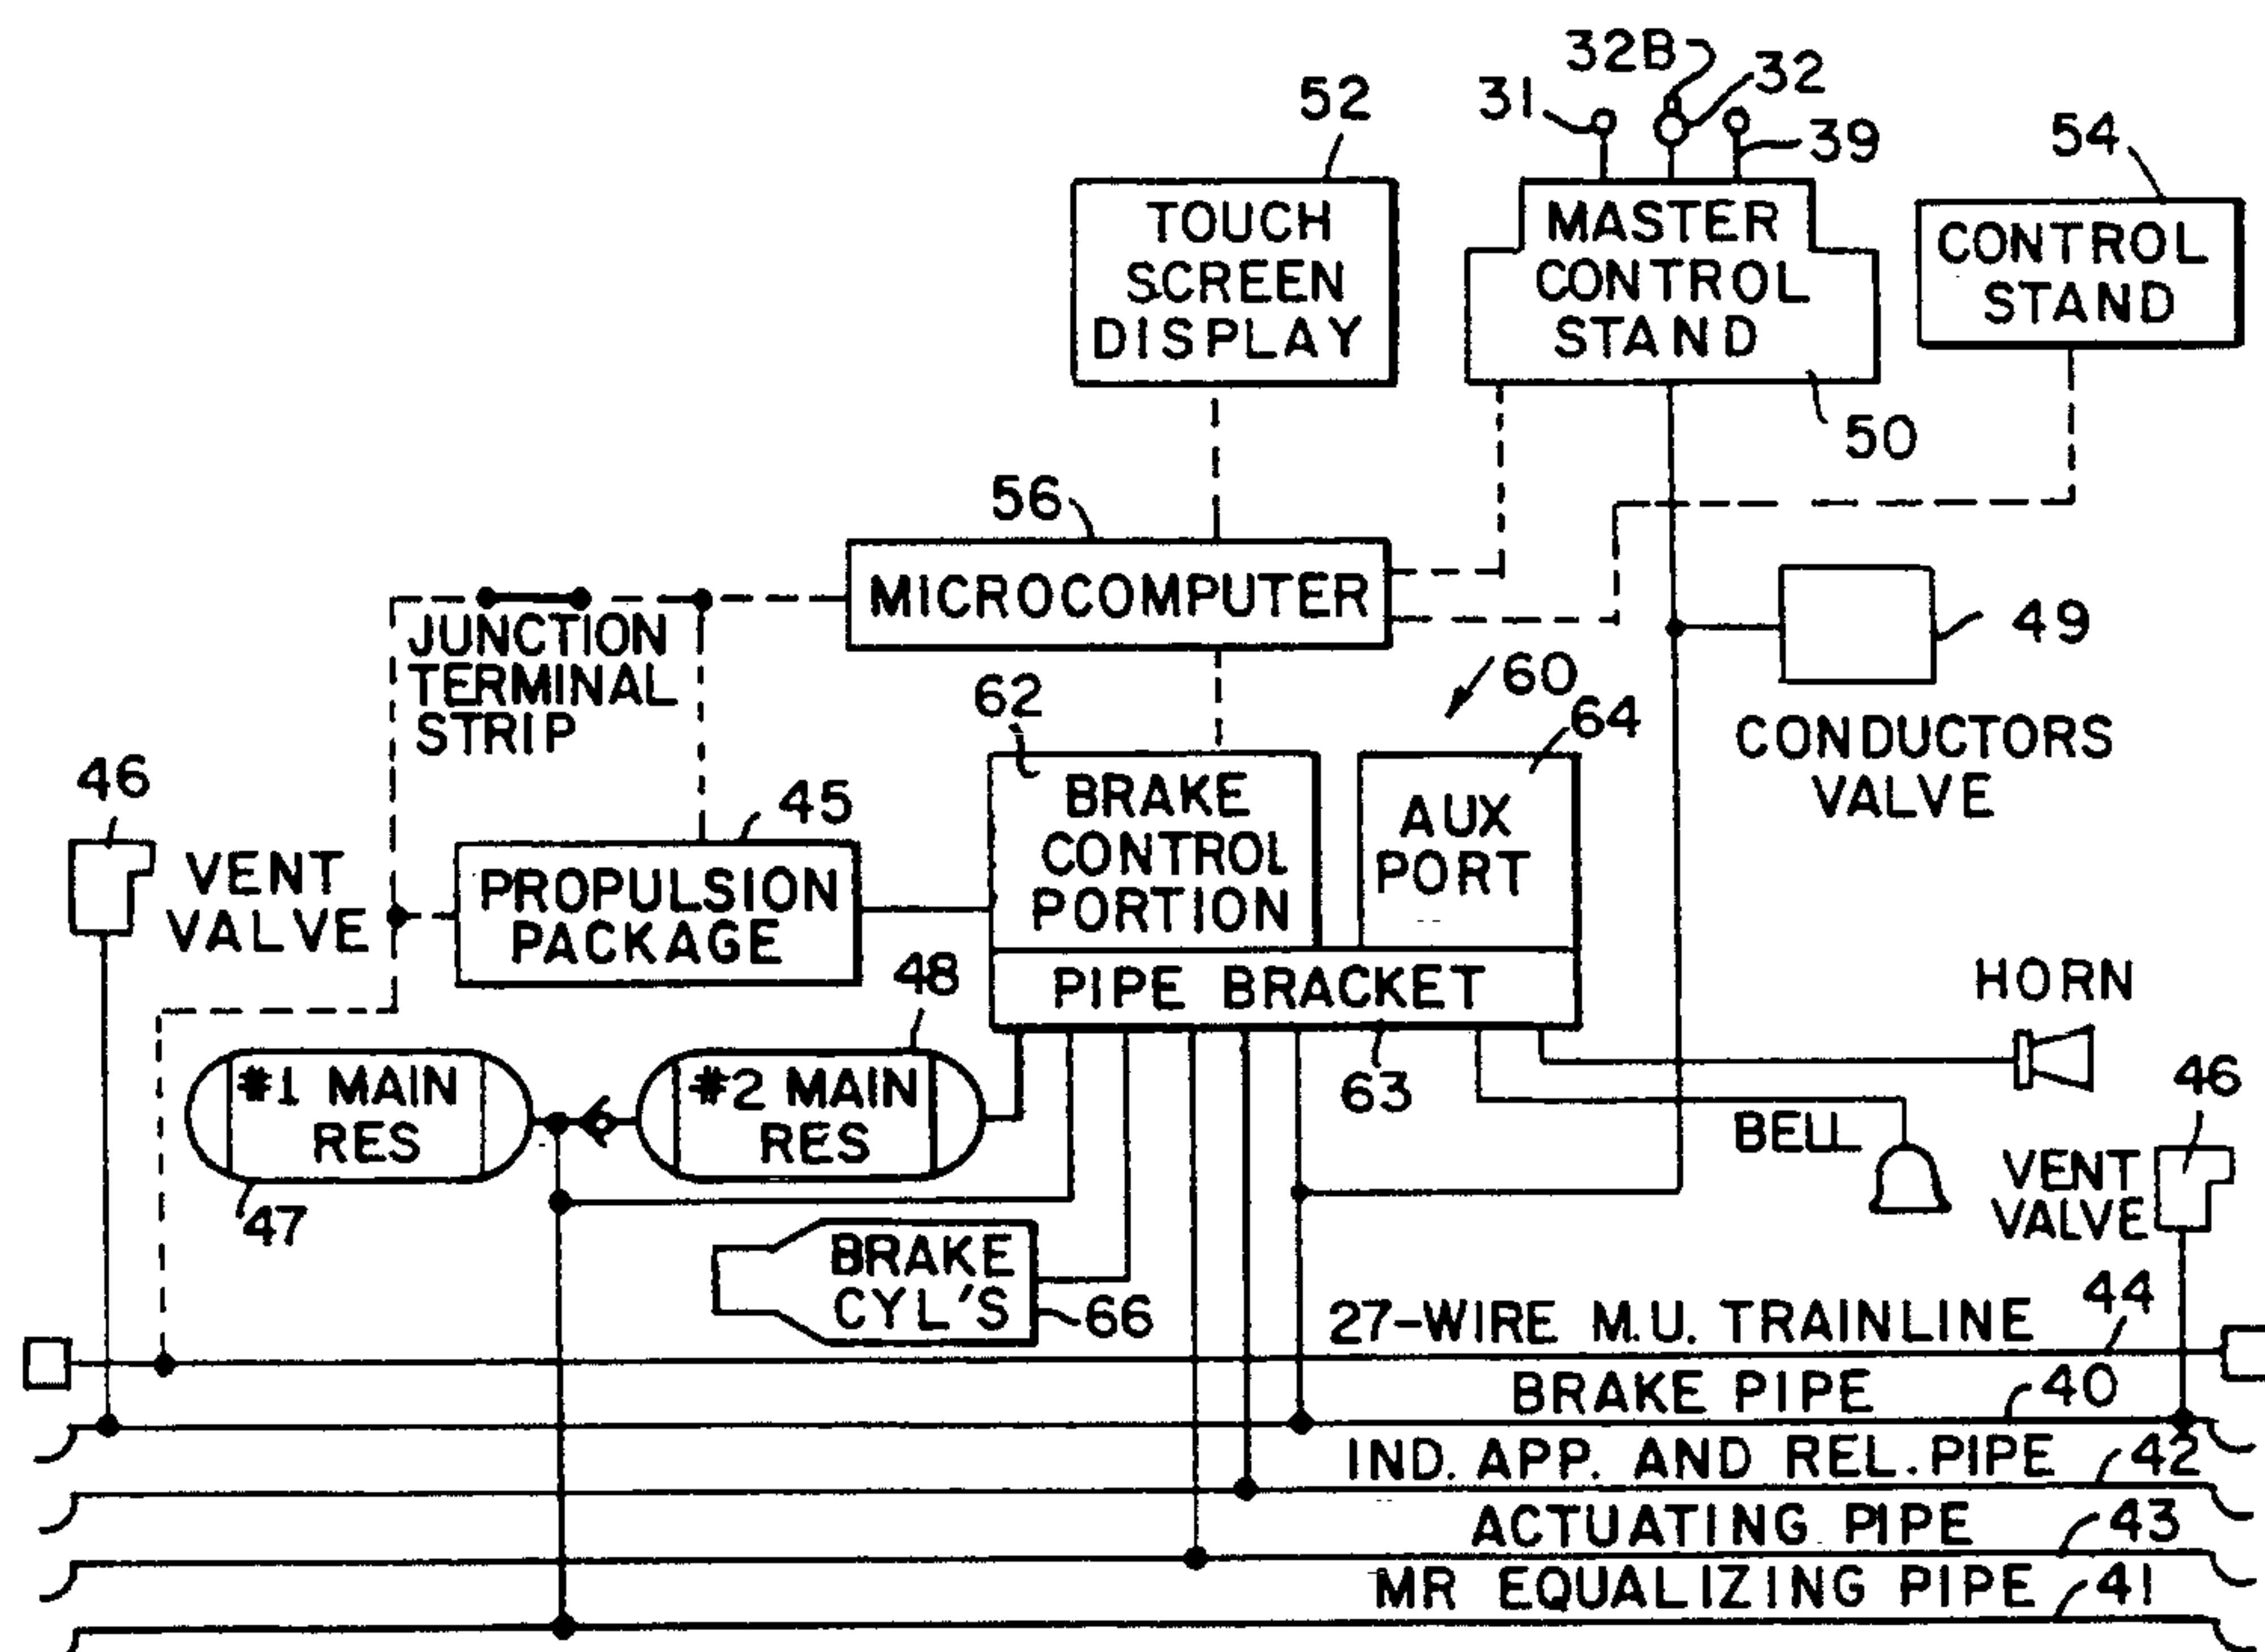 32B
32
31
39
52
54
TOUCH
SCREEN
DISPLAY
MASTER
CONTROL
STAND
CONTROL
STAND
50
56
MICROCOMPUTER
49
JUNCTION
TERMINAL
STRIP
60
62
64
CONDUCTORS
VALVE
46
45
VENT
VALVE
PROPULSION
PACKAGE
BRAKE
CONTROL
PORTION
AUX
PORT
48
PIPE BRACKET
HORN
#1 MAIN
RES
#2 MAIN
RES
63
46
BELL
47
VENT
VALVE
BRAKE
CYL'S
66
27-WIRE M.U. TRAINLINE
44
BRAKE PIPE
40
IND. APP. AND REL. PIPE
42
ACTUATING PIPE
43
MR EQUALIZING PIPE
41